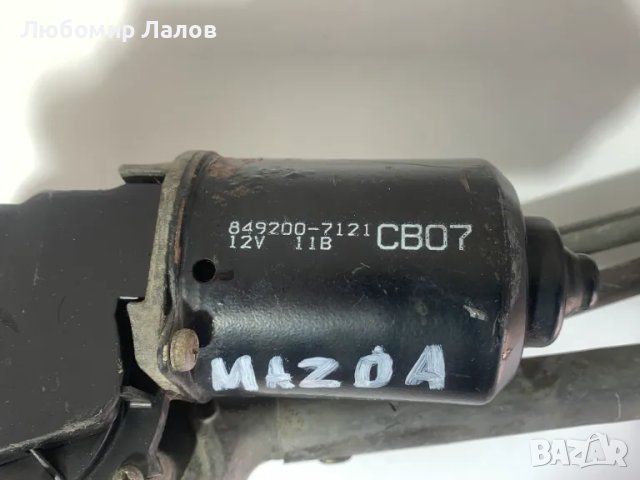 Любомир Лалов
849200-7121 CB07
12V 11B
MAZDA
BAZAR